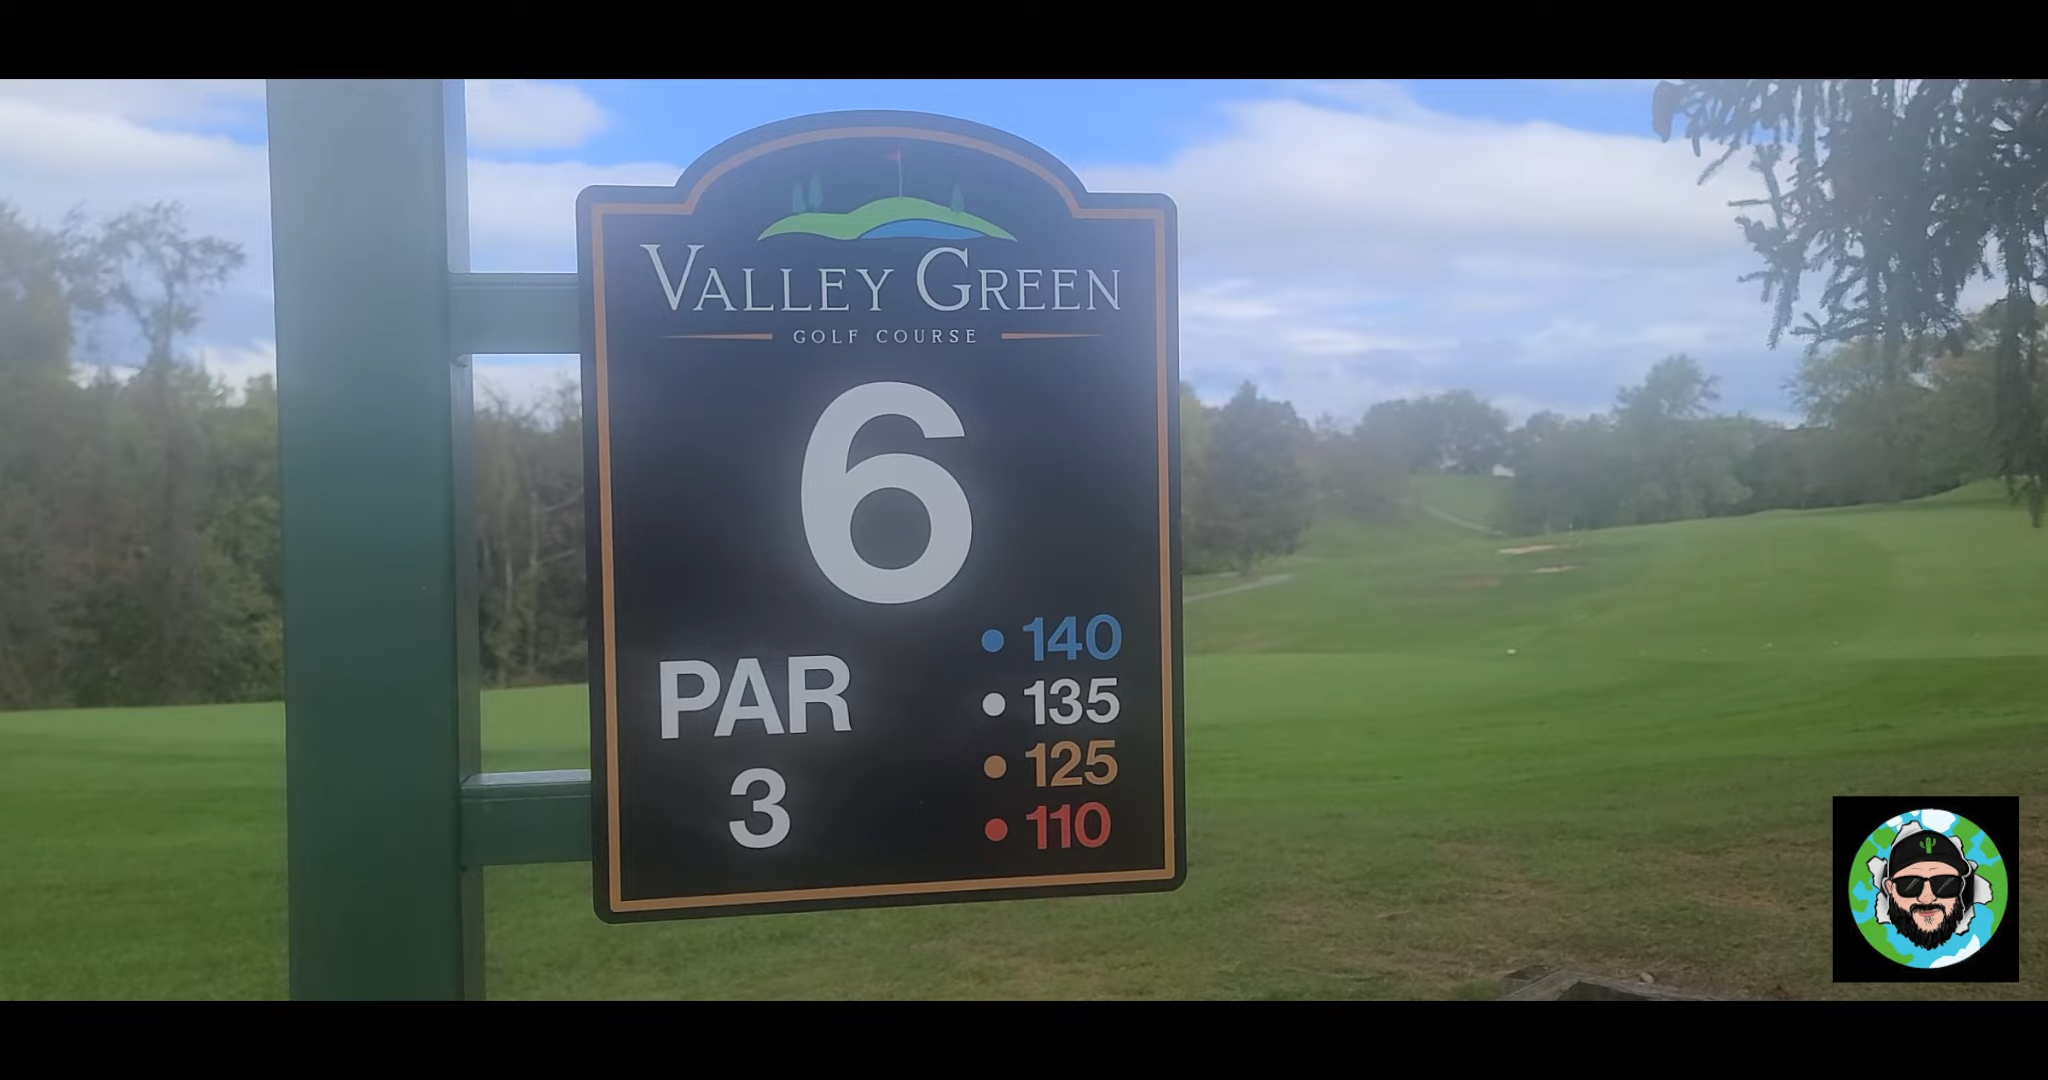 VALLEY GREEN
GOLF COURSE
6
PAR
3
• 140
• 135
• 125
• 110